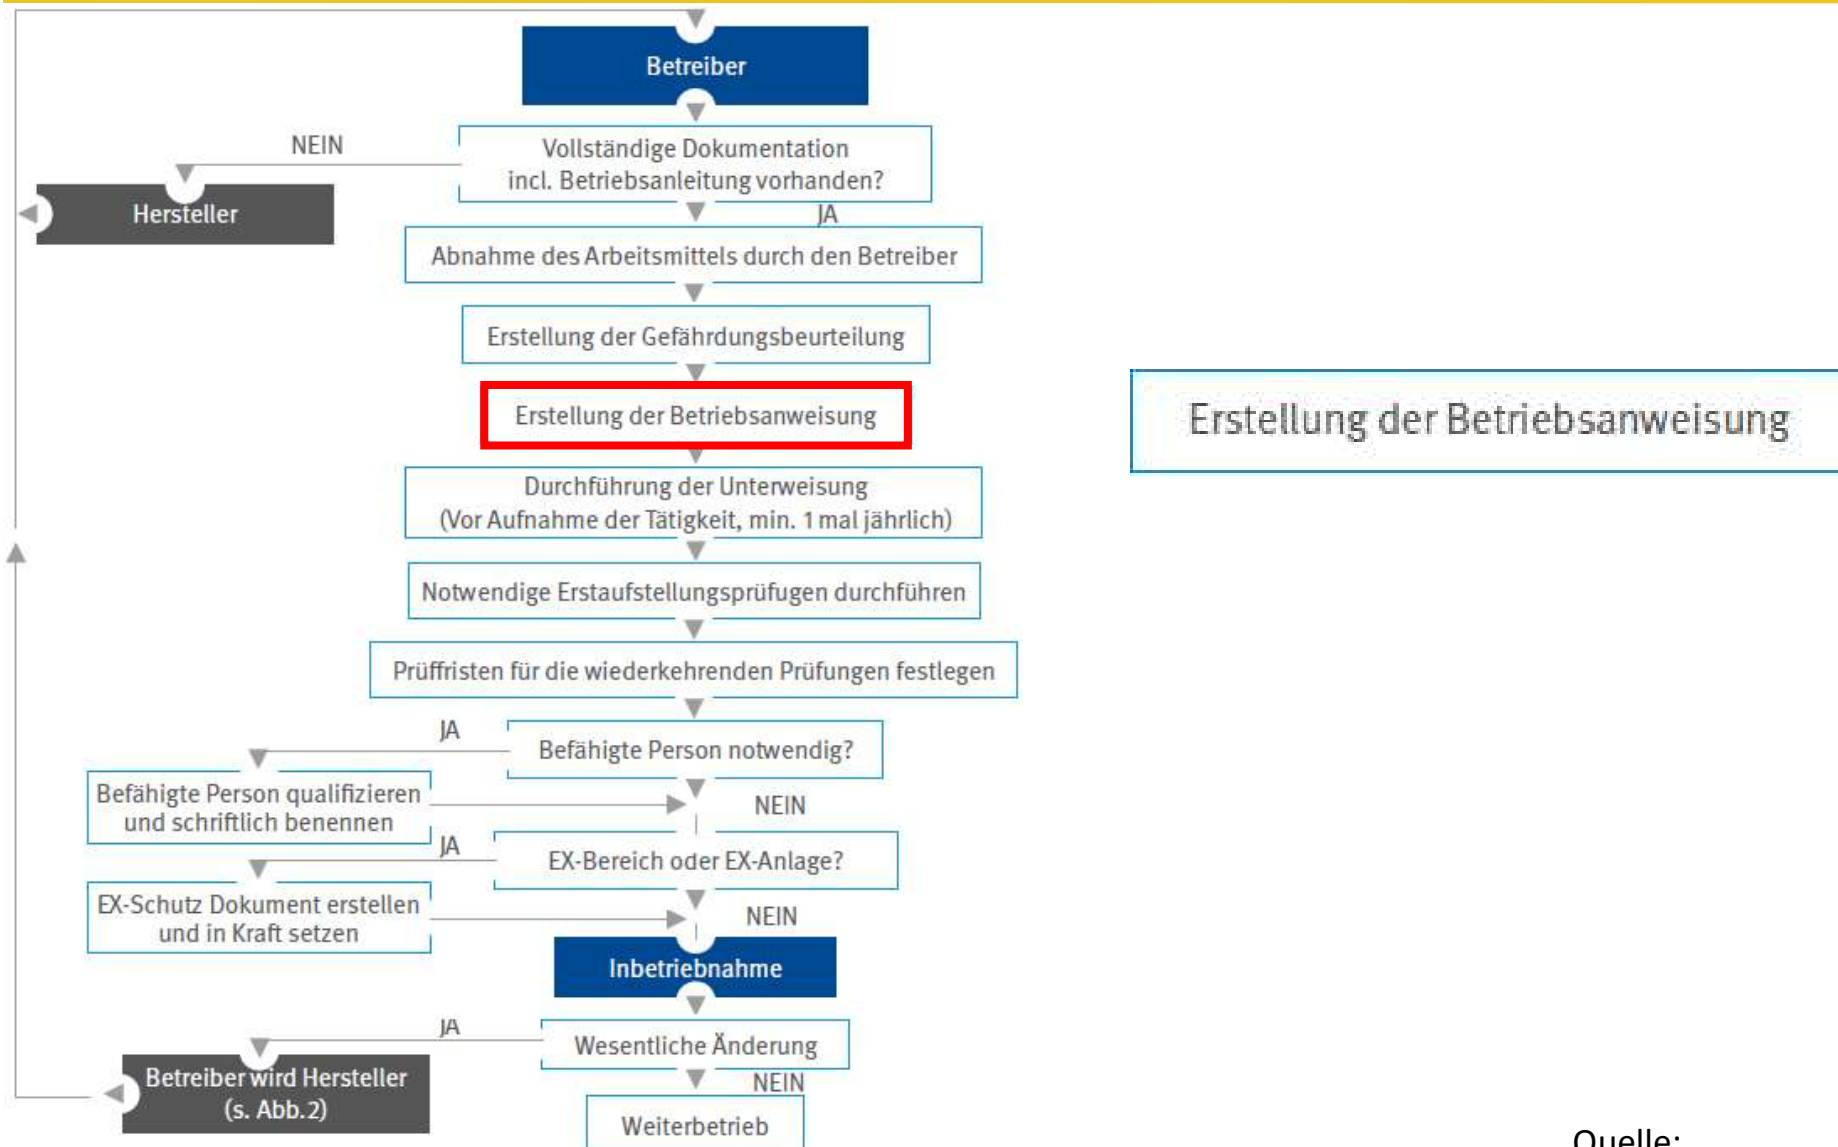 Betreiber
NEIN
Vollständige Dokumentation
incl. Betriebsanleitung vorhanden?
Hersteller
JA
Abnahme des Arbeitsmittels durch den Betreiber
Erstellung der Gefährdungsbeurteilung
Erstellung der Betriebsanweisung
Erstellung der Betriebsanweisung
Durchführung der Unterweisung
(Vor Aufnahme der Tätigkeit, min. 1 mal jährlich)
Notwendige Erstaufstellungsprüfugen durchführen
Prüffristen für die wiederkehrenden Prüfungen festlegen
JA
Befähigte Person notwendig?
Befähigte Person qualifizieren
und schriftlich benennen
NEIN
JA
EX-Bereich oder EX-Anlage?
EX-Schutz Dokument erstellen
und in Kraft setzen
NEIN
Inbetriebnahme
JA
Wesentliche Änderung
Betreiber wird Hersteller
(s. Abb.2)
NEIN
Weiterbetrieb
Quelle: